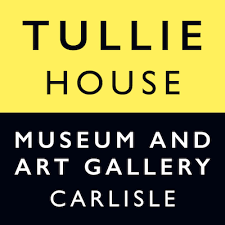 TULLIE
HOUSE
MUSEUM AND
ART GALLERY
CARLISLE